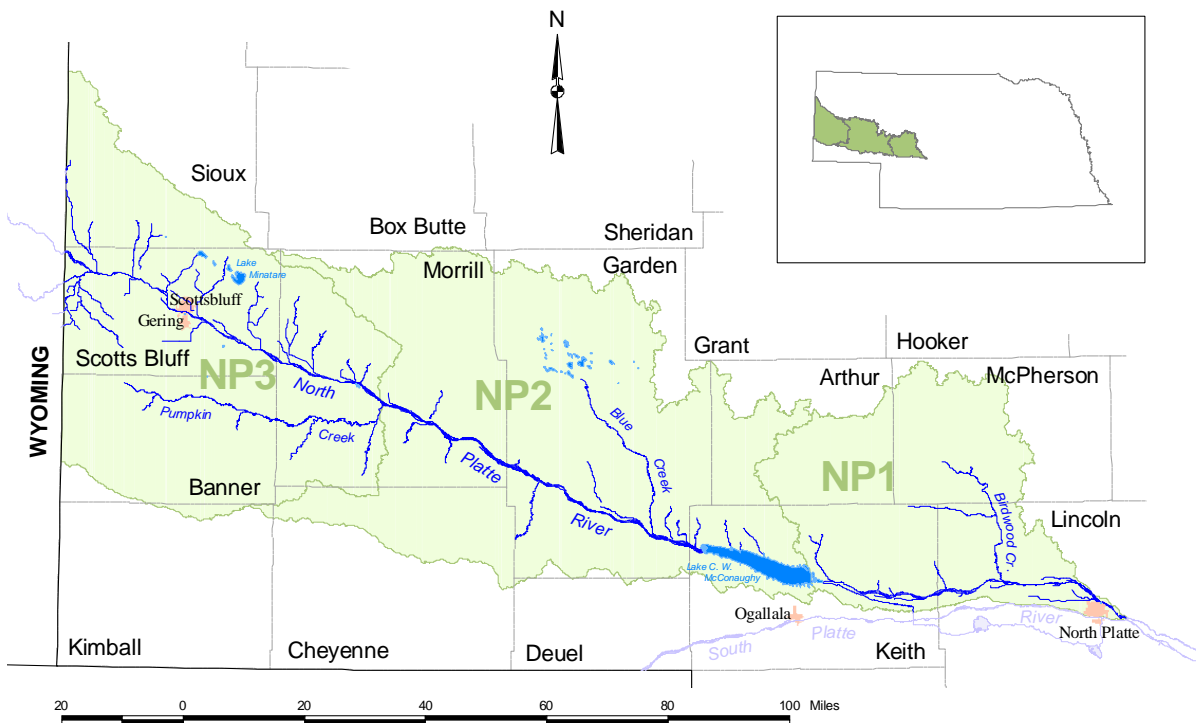 N
Sioux
Box Butte
Sheridan
Garden
Morrill
Lake
Minatare
Scottsbluff
Gering
Scotts Bluff
WYOMING
NP3
North
NP2
Grant
Hooker
Arthur
McPherson
Pumpkin
Creek
Blue
Creek
Platte
River
NP1
Birdwood Cr.
Banner
Lincoln
Lake C. W.
McConaughy
Ogallala
North Platte
South
Platte
River
Kimball
Cheyenne
Deuel
Keith
20 0 20 40 60 80 100 Miles